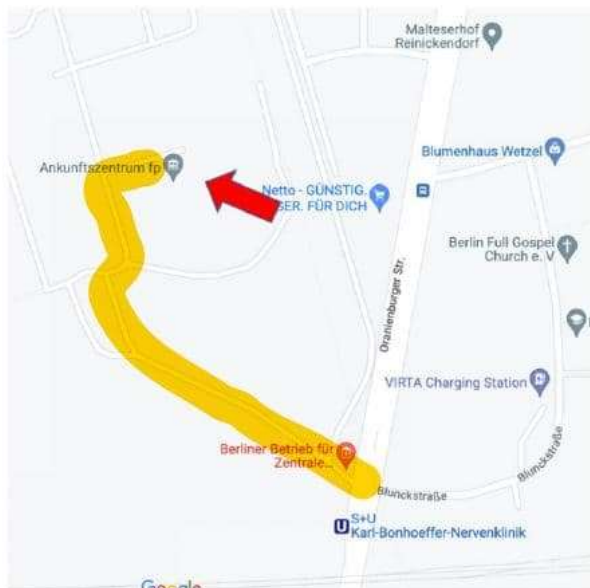 Malteserhof
Reinickendorf
Ankunftszentrum fp
Blumenhaus Wetzel
Netto - GÜNSTIG.
GER. FÜR DICH
Berlin Full Gospel
Church e. V
Oranienburger Str.
VIRTA Charging Station
Berliner Betrieb für
Zentrale...
Blunckstraße
Blunckstraße
S+U
Karl-Bonhoeffer-Nervenklinik
Google